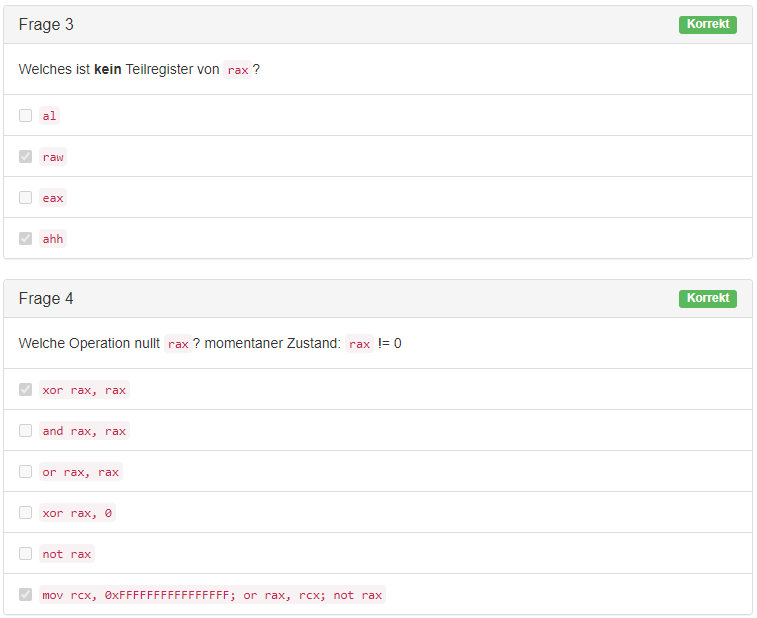 Frage 3 Korrekt
Welches ist kein Teilregister von rax ?
al
raw
eax
ahh
Frage 4 Korrekt
Welche Operation nullt rax ? momentaner Zustand: rax != 0
xor rax, rax
and rax, rax
or rax, rax
xor rax, 0
not rax
mov rcx, 0xFFFFFFFFFFFFFFFF; or rax, rcx; not rax